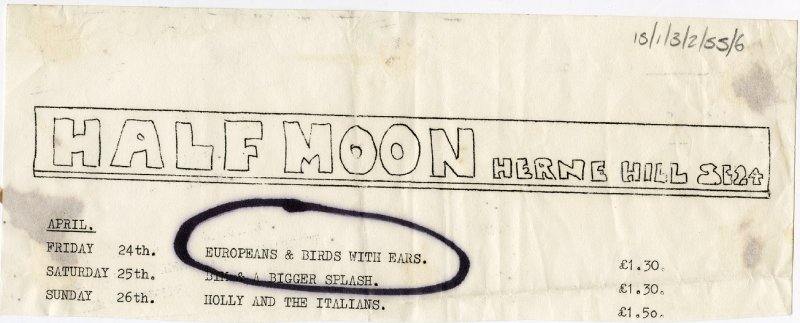 18/1/3/2/55/6
HALF MOON HERNE HILL SE24
APRIL.
FRIDAY 24th. EUROPEANS & BIRDS WITH EARS. £1.30.
SATURDAY 25th. & A BIGGER SPLASH. £1.30.
SUNDAY 26th. HOLLY AND THE ITALIANS. £1.50.